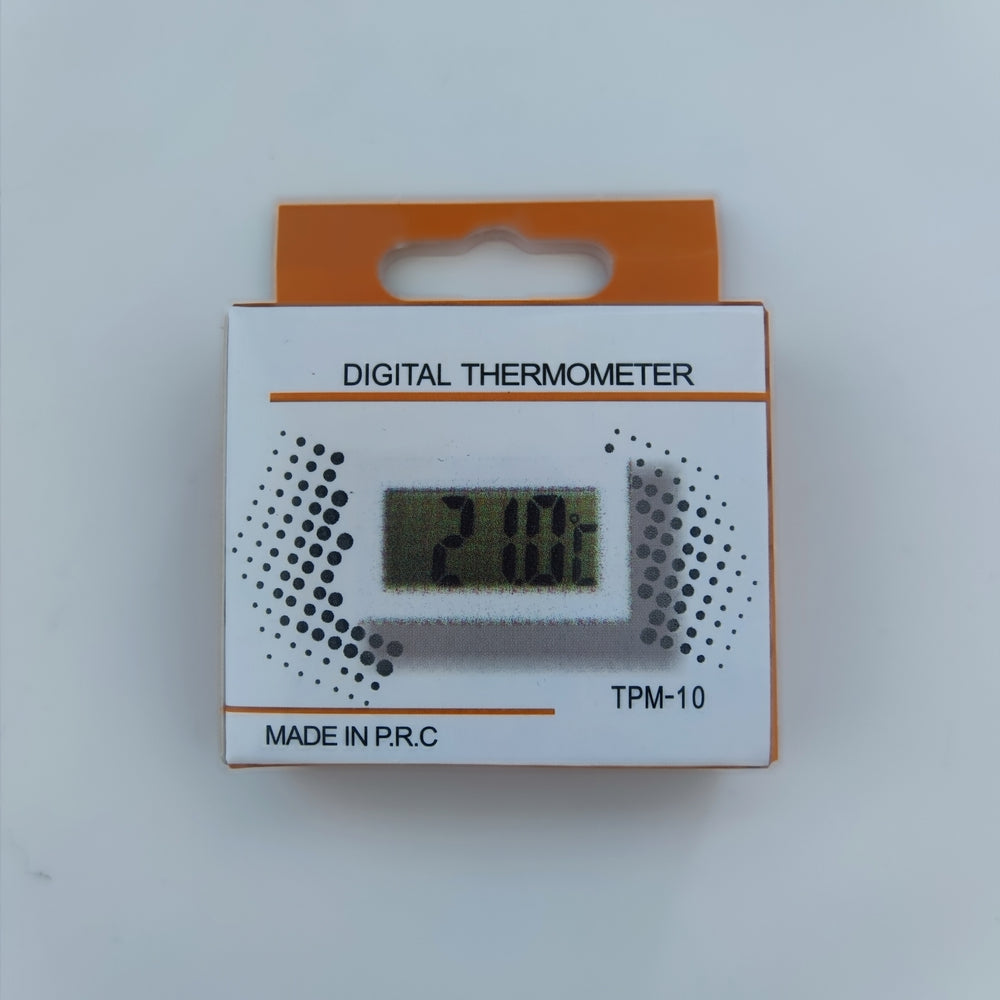 DIGITAL THERMOMETER
21.0°C
TPM-10
MADE IN P.R.C